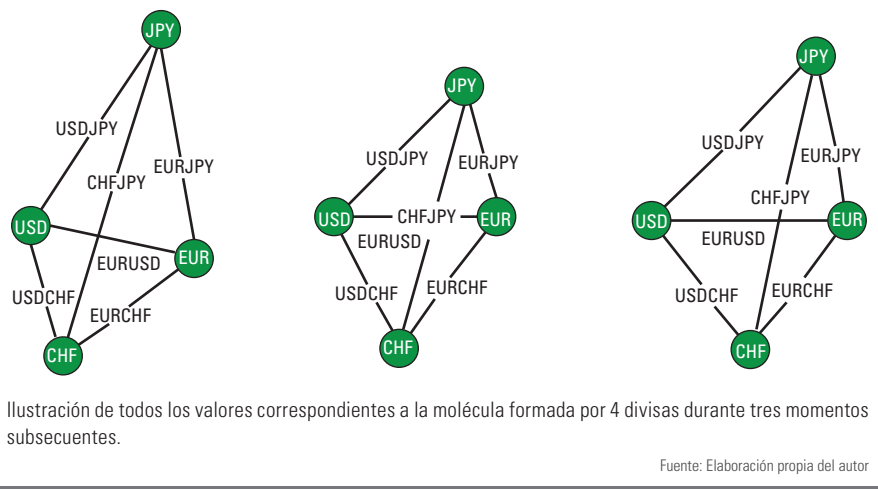 JPY
USDJPY
EURJPY
CHFJPY
USD
EUR
EURUSD
USDCHF
EURCHF
CHF
JPY
USDJPY
EURJPY
USD
CHFJPY
EUR
EURUSD
USDCHF
EURCHF
CHF
JPY
USDJPY
EURJPY
CHFJPY
USD
EUR
EURUSD
USDCHF
EURCHF
CHF
Ilustración de todos los valores correspondientes a la molécula formada por 4 divisas durante tres momentos
subsecuentes.
Fuente: Elaboración propia del autor